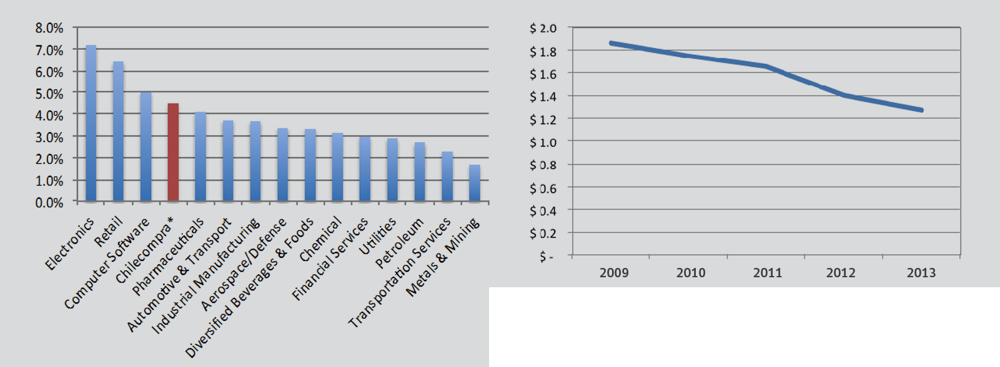 8.0%
7.0%
6.0%
5.0%
4.0%
3.0%
2.0%
1.0%
0.0%
Electronics
Retail
Computer Software
Chilecompra*
Pharmaceuticals
Automotive & Transport
Industrial Manufacturing
Aerospace/Defense
Diversified Beverages & Foods
Chemical
Financial Services
Utilities
Petroleum
Transportation Services
Metals & Mining
$ 2.0
$ 1.8
$ 1.6
$ 1.4
$ 1.2
$ 1.0
$ 0.8
$ 0.6
$ 0.4
$ 0.2
$ -
2009 2010 2011 2012 2013